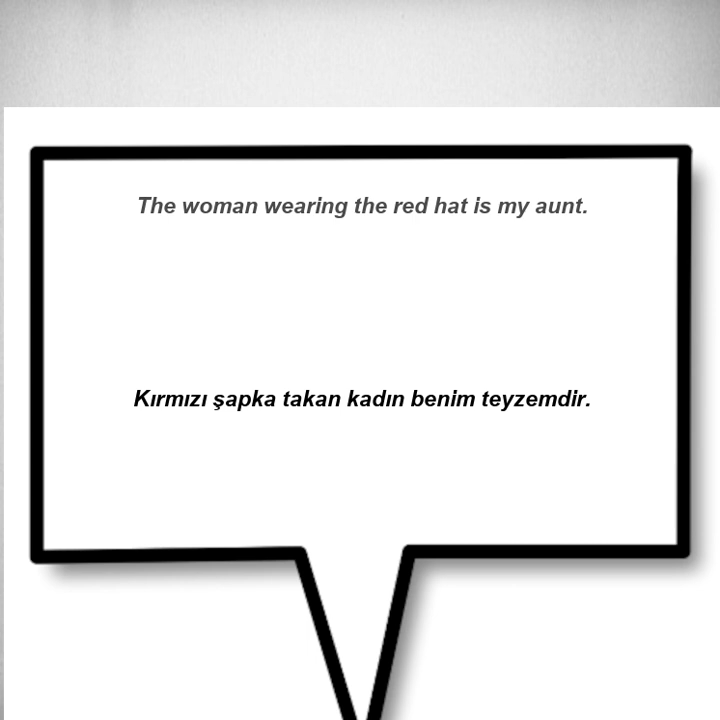 The woman wearing the red hat is my aunt.
Kırmızı şapka takan kadın benim teyzemdir.